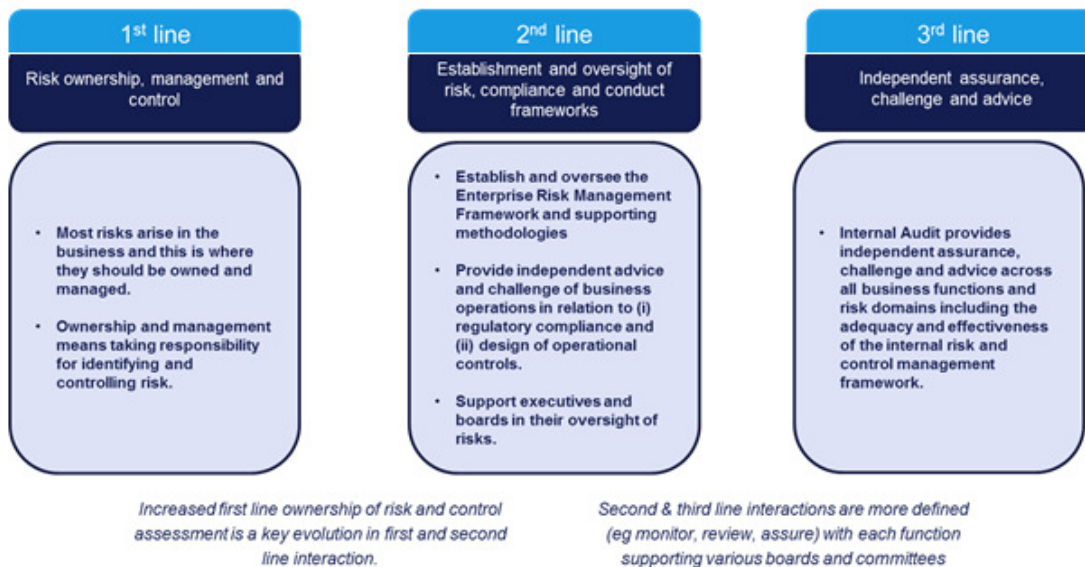 1st line
Risk ownership, management and
control
• Most risks arise in the
business and this is where
they should be owned and
managed.
• Ownership and management
means taking responsibility
for identifying and
controlling risk.
2nd line
Establishment and oversight of
risk, compliance and conduct
frameworks
• Establish and oversee the
Enterprise Risk Management
Framework and supporting
methodologies
• Provide independent advice
and challenge of business
operations in relation to (i)
regulatory compliance and
(ii) design of operational
controls.
• Support executives and
boards in their oversight of
risks.
3rd line
Independent assurance,
challenge and advice
• Internal Audit provides
independent assurance,
challenge and advice across
all business functions and
risk domains including the
adequacy and effectiveness
of the internal risk and
control management
framework.
Increased first line ownership of risk and control
assessment is a key evolution in first and second
line interaction.
Second & third line interactions are more defined
(eg monitor, review, assure) with each function
supporting various boards and committees